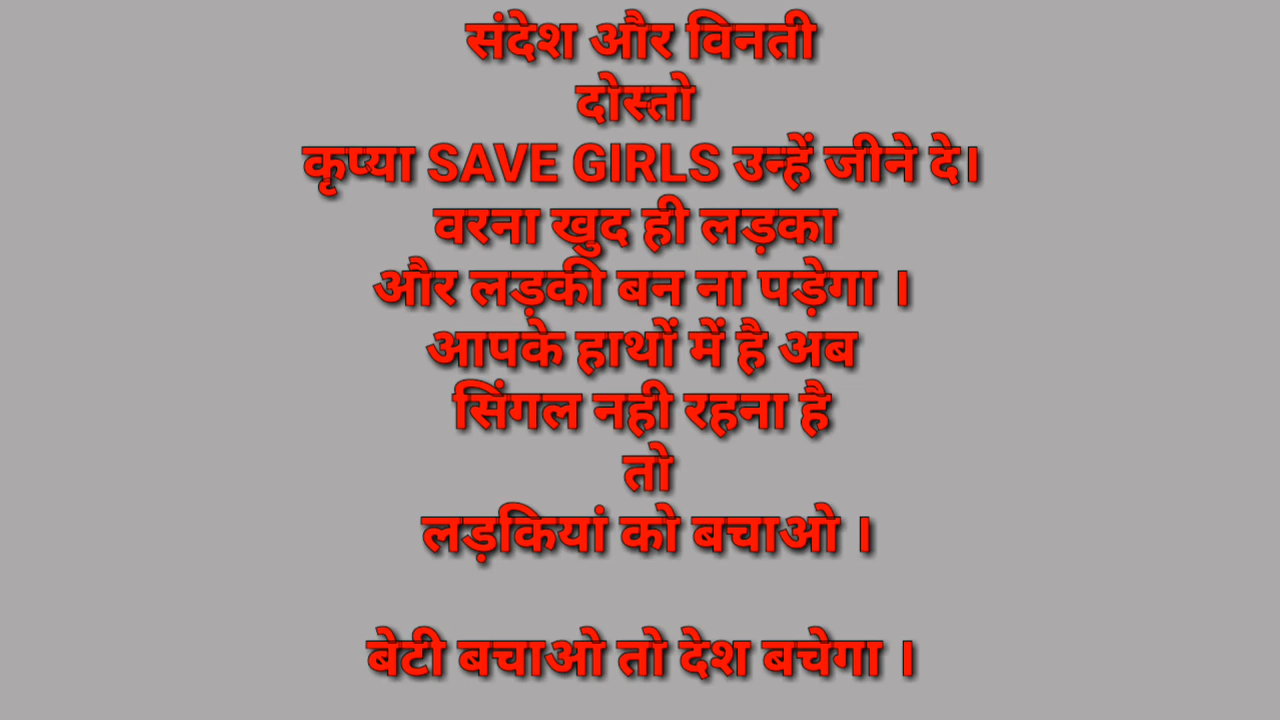 संदेश और विनती
दोस्तो
कृप्या SAVE GIRLS उन्हें जीने दे।
वरना खुद ही लड़का
और लड़की बन ना पड़ेगा ।
आपके हाथों में है अब
सिंगल नही रहना है
तो
लड़कियां को बचाओ ।
बेटी बचाओ तो देश बचेगा ।